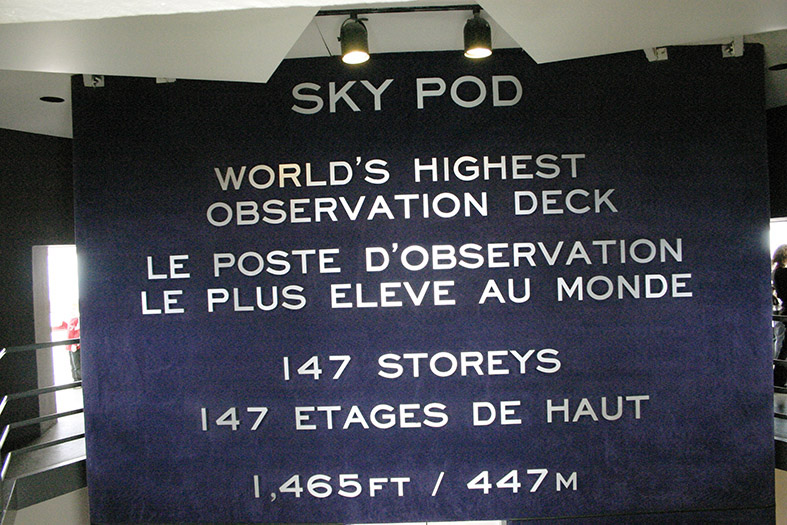 SKY POD
WORLD'S HIGHEST
OBSERVATION DECK
LE POSTE D'OBSERVATION
LE PLUS ELEVE AU MONDE
147 STOREYS
147 ETAGES DE HAUT
1,465FT / 447M